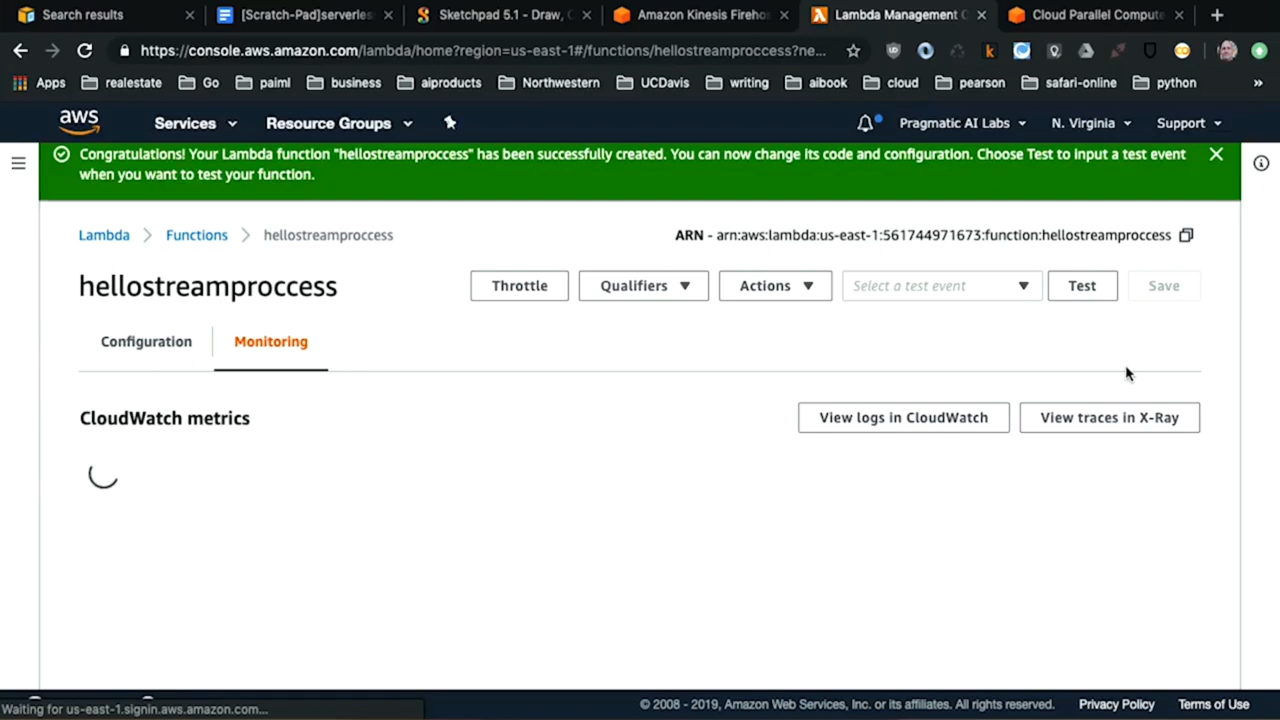 Search results
[Scratch-Pad]serverles
Sketchpad 5.1 - Draw, C
Amazon Kinesis Fireho
Lambda Management C
Cloud Parallel Compute
https://console.aws.amazon.com/lambda/home?region=us-east-1#/functions/hellostreamproccess?ne...
Apps realestate Go paiml business aiproducts Northwestern UCDavis writing aibook cloud pearson safari-online python »
aws Services Resource Groups Pragmatic AI Labs N. Virginia Support
Congratulations! Your Lambda function "hellostreamproccess" has been successfully created. You can now change its code and configuration. Choose Test to input a test event
when you want to test your function.
Lambda Functions hellostreamproccess ARN - arn:aws:lambda:us-east-1:561744971673:function:hellostreamproccess
hellostreamproccess Throttle Qualifiers Actions Select a test event Test Save
Configuration Monitoring
CloudWatch metrics View logs in CloudWatch View traces in X-Ray
Waiting for us-east-1.signin.aws.amazon.com...
© 2008 - 2019, Amazon Web Services, Inc. or its affiliates. All rights reserved. Privacy Policy Terms of Use